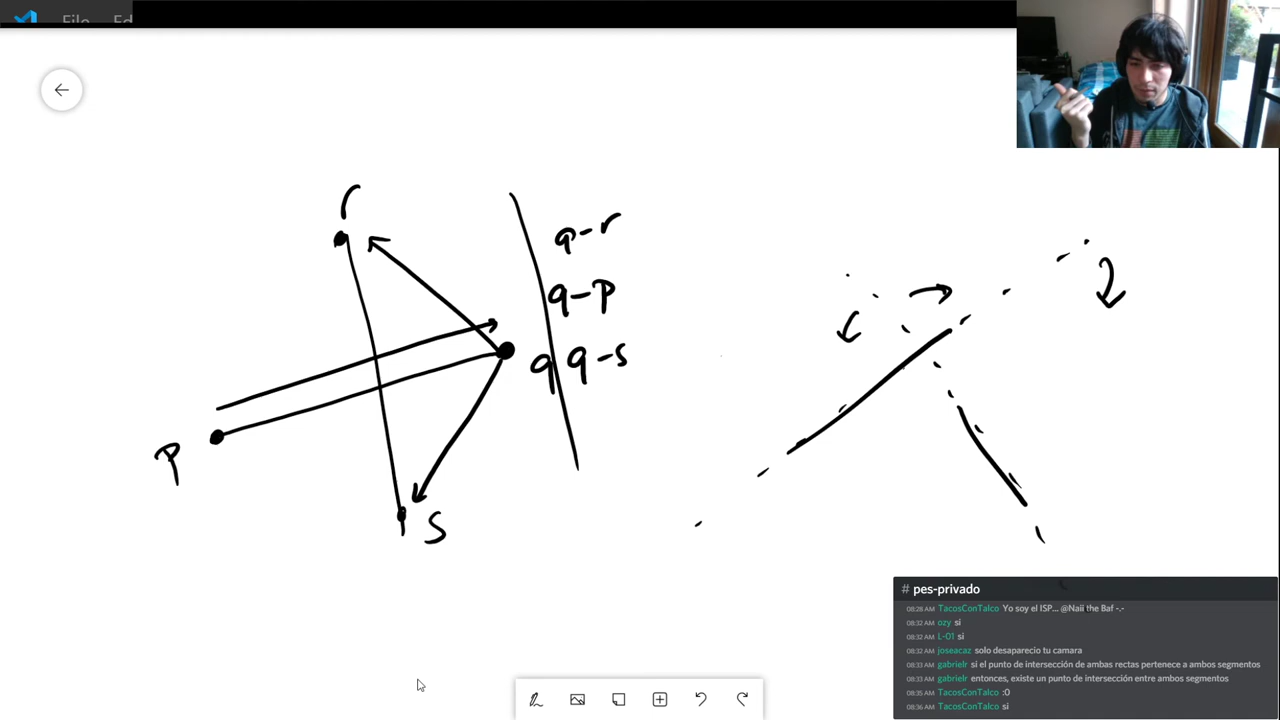 File Ed
r
q-r
q-p
q q-s
p
s
# pes-privado
08:28 AM TacosConTalco Yo soy el ISP... @Naii the Baf -.-
08:32 AM ozy si
08:32 AM L-01 si
08:32 AM joseacaz solo desaparecio tu camara
08:33 AM gabrielr si el punto de intersección de ambas rectas pertenece a ambos segmentos
08:33 AM gabrielr entonces, existe un punto de intersección entre ambos segmentos
08:35 AM TacosConTalco :0
08:36 AM TacosConTalco si